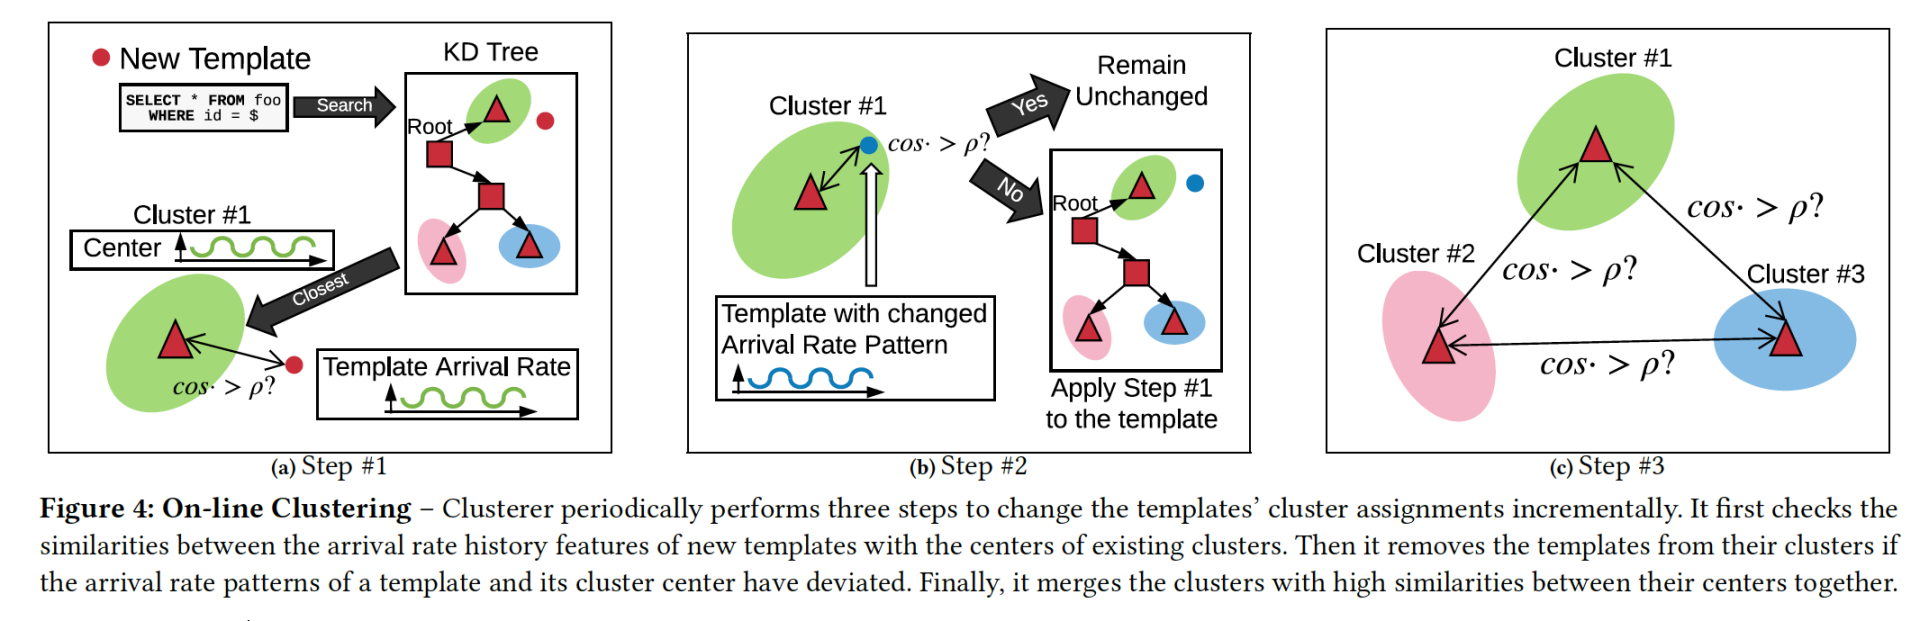 New Template
SELECT * FROM foo
WHERE id = $
Search
KD Tree
Root
Cluster #1
Center
Closest
cos· > ρ?
Template Arrival Rate
(a) Step #1
Cluster #1
cos· > ρ?
Yes
Remain
Unchanged
No
Root
Template with changed
Arrival Rate Pattern
Apply Step #1
to the template
(b) Step #2
Cluster #1
cos· > ρ?
Cluster #2
cos· > ρ?
Cluster #3
cos· > ρ?
(c) Step #3
Figure 4: On-line Clustering – Clusterer periodically performs three steps to change the templates’ cluster assignments incrementally. It first checks the
similarities between the arrival rate history features of new templates with the centers of existing clusters. Then it removes the templates from their clusters if
the arrival rate patterns of a template and its cluster center have deviated. Finally, it merges the clusters with high similarities between their centers together.